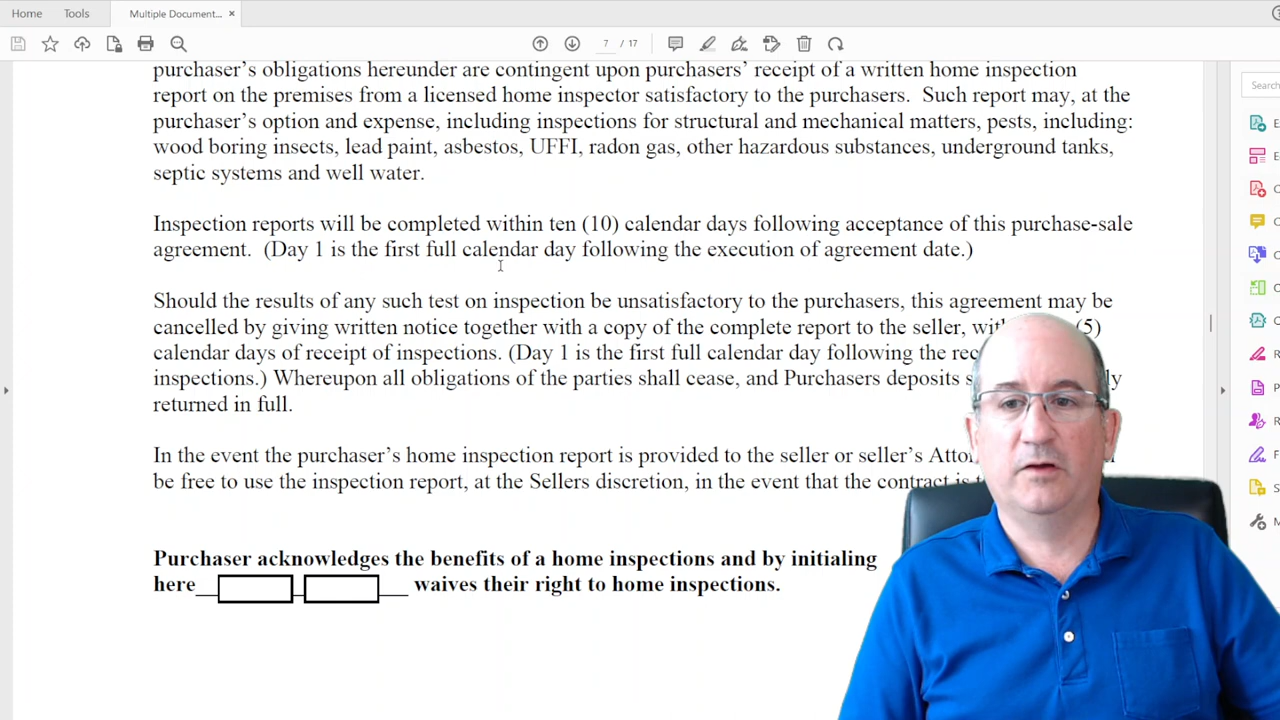 Home Tools Multiple Document... ×
7 / 17
Search
purchaser’s obligations hereunder are contingent upon purchasers’ receipt of a written home inspection
report on the premises from a licensed home inspector satisfactory to the purchasers. Such report may, at the
purchaser’s option and expense, including inspections for structural and mechanical matters, pests, including:
wood boring insects, lead paint, asbestos, UFFI, radon gas, other hazardous substances, underground tanks,
septic systems and well water.
Inspection reports will be completed within ten (10) calendar days following acceptance of this purchase-sale
agreement. (Day 1 is the first full calendar day following the execution of agreement date.)
Should the results of any such test on inspection be unsatisfactory to the purchasers, this agreement may be
cancelled by giving written notice together with a copy of the complete report to the seller, (5)
calendar days of receipt of inspections. (Day 1 is the first full calendar day following the
inspections.) Whereupon all obligations of the parties shall cease, and Purchasers deposits
returned in full.
In the event the purchaser’s home inspection report is provided to the seller or seller’s
be free to use the inspection report, at the Sellers discretion, in the event that the contract is
Purchaser acknowledges the benefits of a home inspections and by initialing
here waives their right to home inspections.